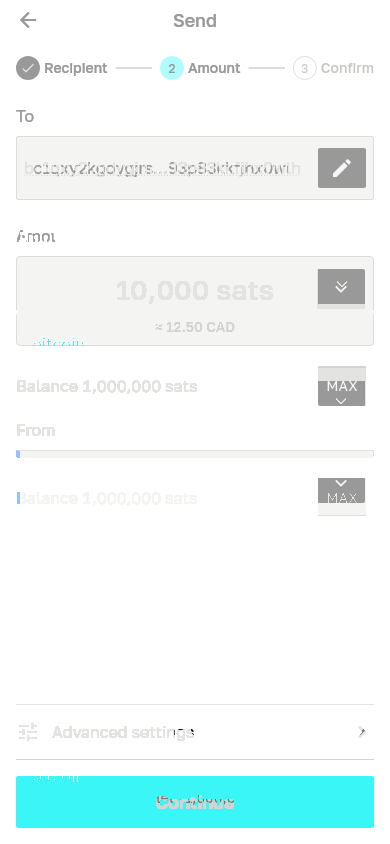 Send
Recipient 2 Amount 3 Confirm
To
10,000 sats
≈ 12.50 CAD
Balance 1,000,000 sats MAX
From
Balance 1,000,000 sats MAX
Advanced settings
Continue